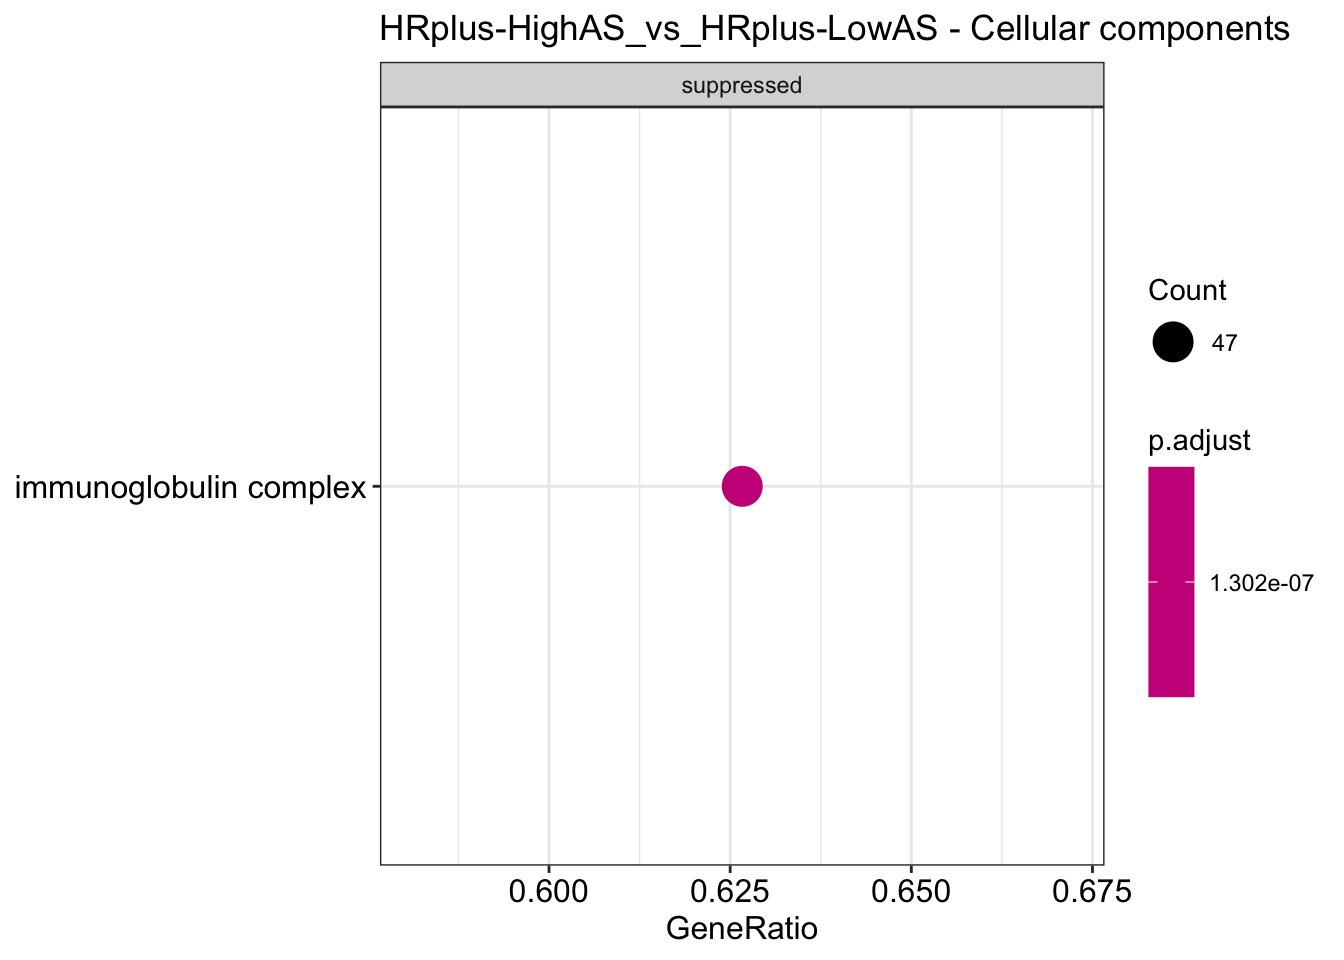 HRplus-HighAS_vs_HRplus-LowAS - Cellular components
suppressed
immunoglobulin complex
0.600
0.625
0.650
0.675
GeneRatio
Count
47
p.adjust
1.302e-07